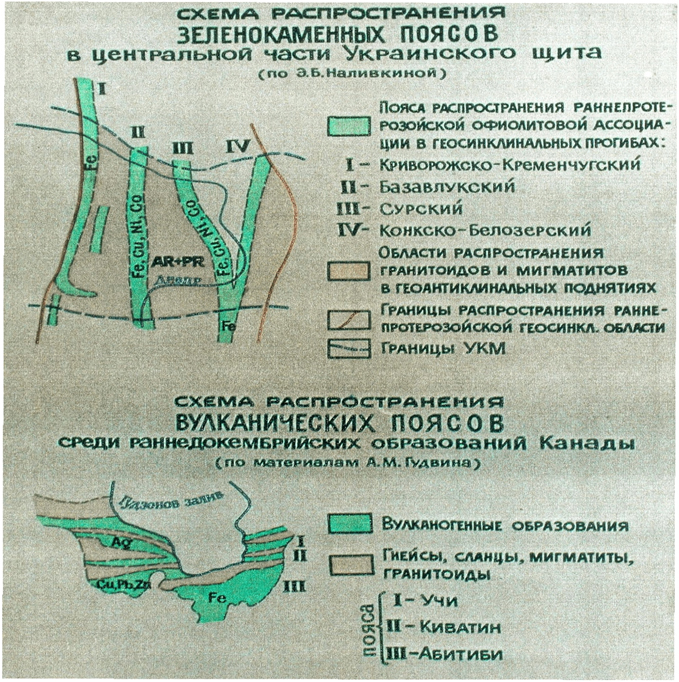 СХЕМА РАСПРОСТРАНЕНИЯ
ЗЕЛЕНОКАМЕННЫХ ПОЯСОВ
В ЦЕНТРАЛЬНОЙ ЧАСТИ УКРАИНСКОГО ЩИТА
(ПО Э.Б.НАЛИВКИНОЙ)
I
II
III
IV
Fe
Fe, Cu, Ni, Co
Fe, Cu, Ni, Co
AR+PR
Днепр
Fe
ПОЯСА РАСПРОСТРАНЕНИЯ РАННЕПРОТЕ-
РОЗОЙСКОЙ ОФИОЛИТОВОЙ АССОЦИА-
ЦИИ В ГЕОСИНКЛИНАЛЬНЫХ ПРОГИБАХ:
I - КРИВОРОЖСКО-КРЕМЕНЧУГСКИЙ
II - БАЗАВЛУКСКИЙ
III - СУРСКИЙ
IV - КОНКСКО-БЕЛОЗЕРСКИЙ
ОБЛАСТИ РАСПРОСТРАНЕНИЯ
ГРАНИТОИДОВ И МИГМАТИТОВ
В ГЕОАНТИКЛИНАЛЬНЫХ ПОДНЯТИЯХ
ГРАНИЦЫ РАСПРОСТРАНЕНИЯ РАННЕ-
ПРОТЕРОЗОЙСКОЙ ГЕОСИНКЛ. ОБЛАСТИ
ГРАНИЦЫ УКМ
СХЕМА РАСПРОСТРАНЕНИЯ
ВУЛКАНИЧЕСКИХ ПОЯСОВ
СРЕДИ РАННЕДОКЕМБРИЙСКИХ ОБРАЗОВАНИЙ КАНАДЫ
(ПО МАТЕРИАЛАМ А.М.ГУДВИНА)
Гудзонов залив
Ag
Cu, Pb, Zn
Fe
I
II
III
ВУЛКАНОГЕННЫЕ ОБРАЗОВАНИЯ
ГНЕЙСЫ, СЛАНЦЫ, МИГМАТИТЫ,
ГРАНИТОИДЫ
ПОЯСА
I - УЧИ
II - КИВАТИН
III - АБИТИБИ